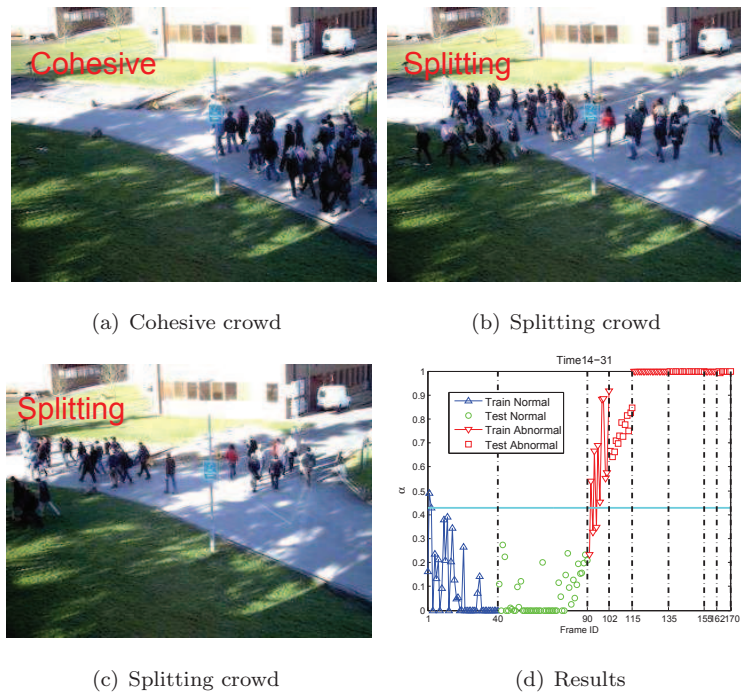 Cohesive
Splitting
(a) Cohesive crowd
(b) Splitting crowd
Splitting
Time14−31
1
0.9
0.8
0.7
0.6
0.5
0.4
0.3
0.2
0.1
0
α
Train Normal
Test Normal
Train Abnormal
Test Abnormal
1
40
90
102
115
135
155
162
170
Frame ID
(c) Splitting crowd
(d) Results